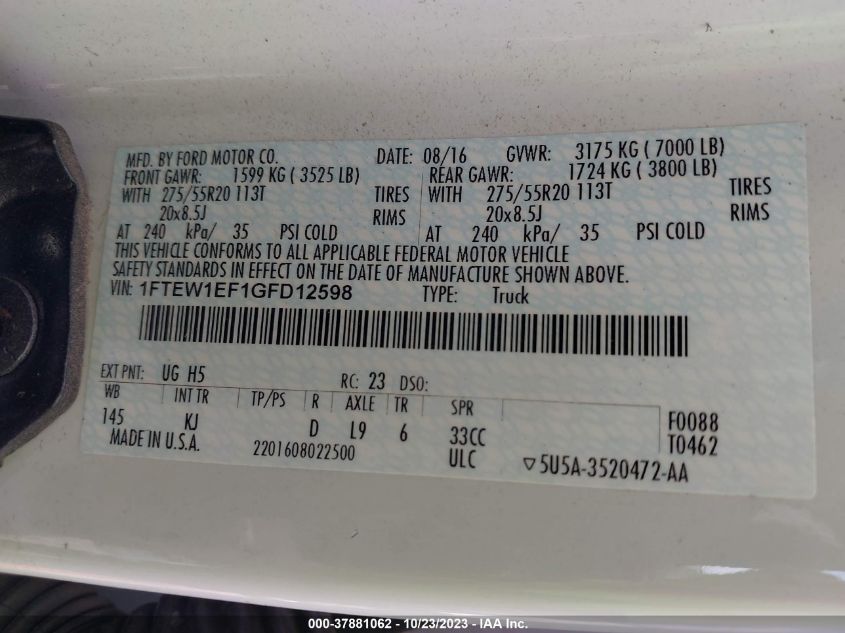 MFD. BY FORD MOTOR CO. DATE: 08/16 GVWR: 3175 KG ( 7000 LB)
FRONT GAWR: 1599 KG ( 3525 LB) REAR GAWR: 1724 KG ( 3800 LB)
WITH 275/55R20 113T TIRES WITH 275/55R20 113T TIRES
20x8.5J RIMS 20x8.5J RIMS
AT 240 kPa/ 35 PSI COLD AT 240 kPa/ 35 PSI COLD
THIS VEHICLE CONFORMS TO ALL APPLICABLE FEDERAL MOTOR VEHICLE
SAFETY STANDARDS IN EFFECT ON THE DATE OF MANUFACTURE SHOWN ABOVE.
VIN: 1FTEW1EF1GFD12598 TYPE: Truck
EXT PNT: UG H5 RC: 23 DSO:
WB INT TR TP/PS R AXLE TR SPR
145 KJ D L9 6 33CC F0088
MADE IN U.S.A. 2201608022500 ULC T0462
▽5U5A-3520472-AA
000-37881062 - 10/23/2023 - IAA Inc.